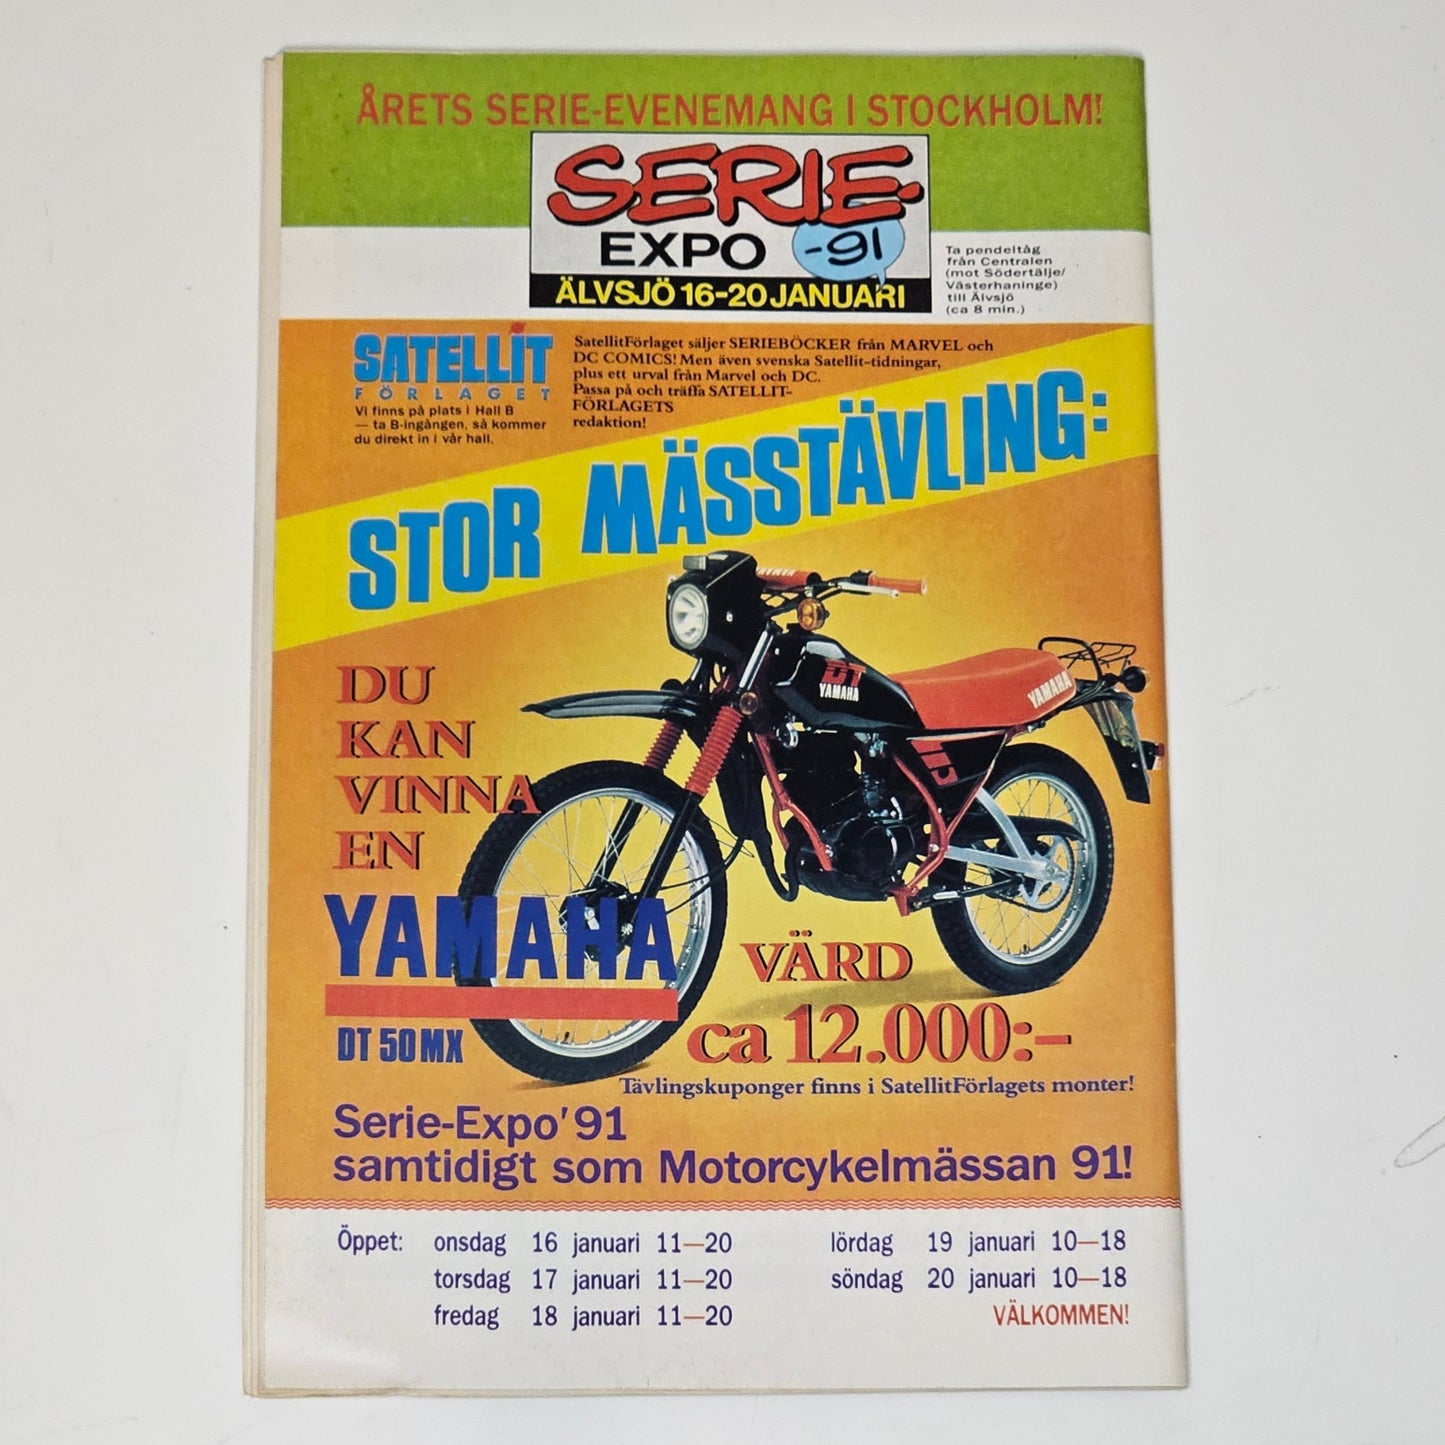 ÅRETS SERIE-EVENEMANG I STOCKHOLM!
SERIE-
EXPO -91
ÄLVSJÖ 16-20 JANUARI
Ta pendeltåg
från Centralen
(mot Södertälje/
Västerhaninge)
till Älvsjö
(ca 8 min.)
SATELLIT
FÖRLAGET
Vi finns på plats i Hall B
— ta B-ingången, så kommer
du direkt in i vår hall.
SatellitFörlaget säljer SERIEBÖCKER från MARVEL och
DC COMICS! Men även svenska Satellit-tidningar,
plus ett urval från Marvel och DC.
Passa på och träffa SATELLIT-
FÖRLAGETS
redaktion!
STOR MÄSSTÄVLING:
DU
KAN
VINNA
EN
YAMAHA
DT 50 MX
DT
YAMAHA
YAMAHA
VÄRD
ca 12.000:-
Tävlingskuponger finns i SatellitFörlagets monter!
Serie-Expo'91
samtidigt som Motorcykelmässan 91!
Öppet: onsdag 16 januari 11—20
torsdag 17 januari 11—20
fredag 18 januari 11—20
lördag 19 januari 10—18
söndag 20 januari 10—18
VÄLKOMMEN!